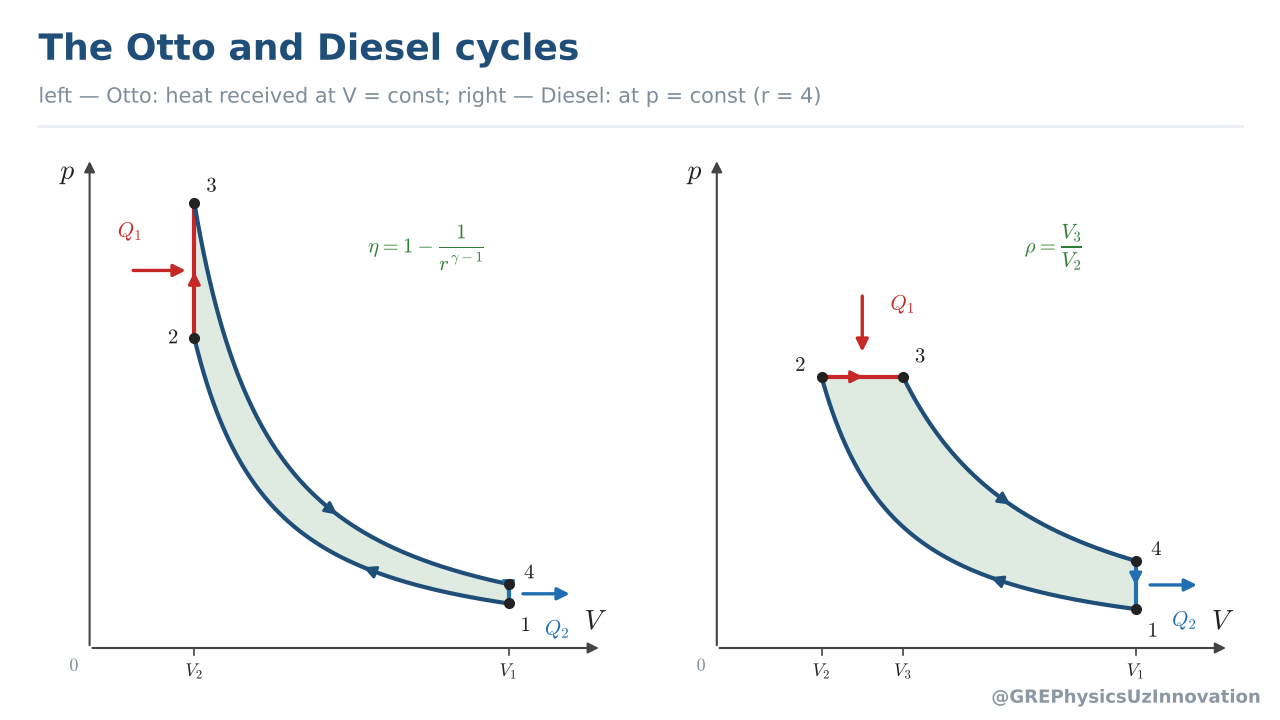 The Otto and Diesel cycles
left — Otto: heat received at V = const; right — Diesel: at p = const (r = 4)
p
3
Q₁
η = 1 − 1/r^(γ−1)
2
4
1
Q₂
V
0
V₂
V₁
p
ρ = V₃/V₂
Q₁
2
3
4
1
Q₂
V
0
V₂
V₃
V₁
@GREPhysicsUzInnovation